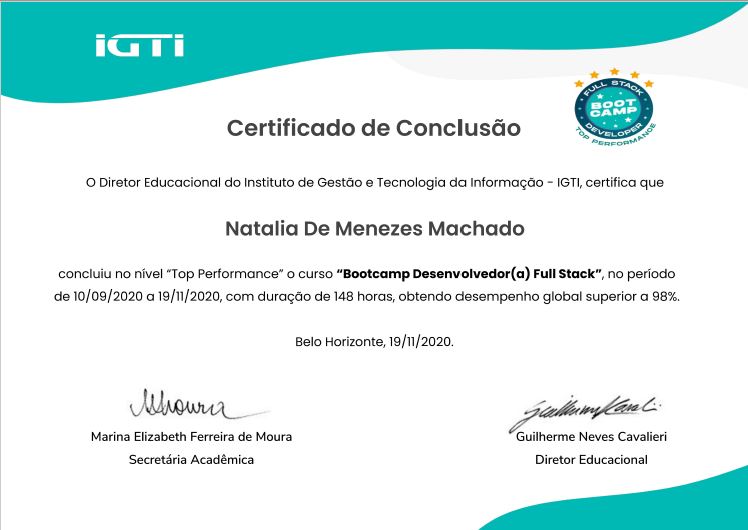 iGTi
FULL STACK
BOOT
CAMP
DEVELOPER
TOP PERFORMANCE
Certificado de Conclusão
O Diretor Educacional do Instituto de Gestão e Tecnologia da Informação - IGTI, certifica que
Natalia De Menezes Machado
concluiu no nível “Top Performance” o curso “Bootcamp Desenvolvedor(a) Full Stack”, no período
de 10/09/2020 a 19/11/2020, com duração de 148 horas, obtendo desempenho global superior a 98%.
Belo Horizonte, 19/11/2020.
Marina Elizabeth Ferreira de Moura
Secretária Acadêmica
Guilherme Neves Cavalieri
Diretor Educacional